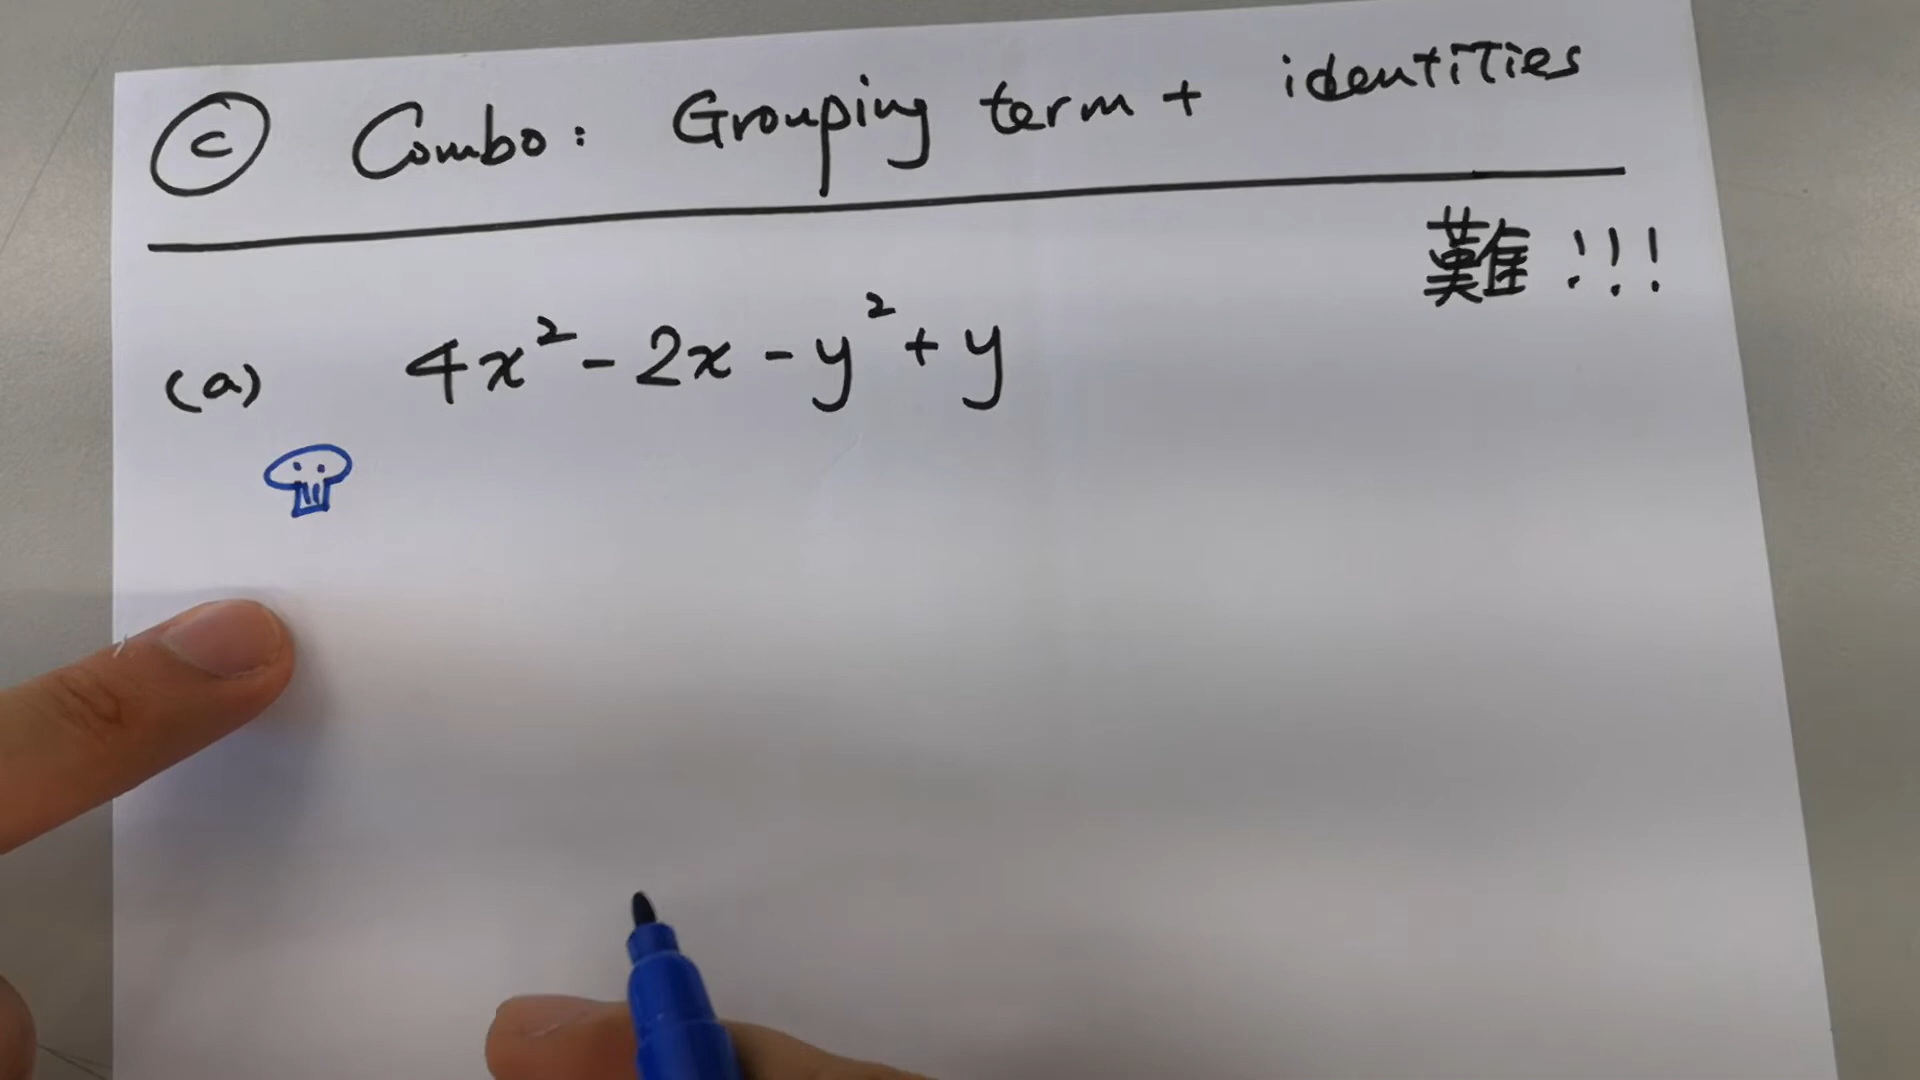 Ⓒ Combo: Grouping term + identities
難!!!
(a) 4x² - 2x - y² + y